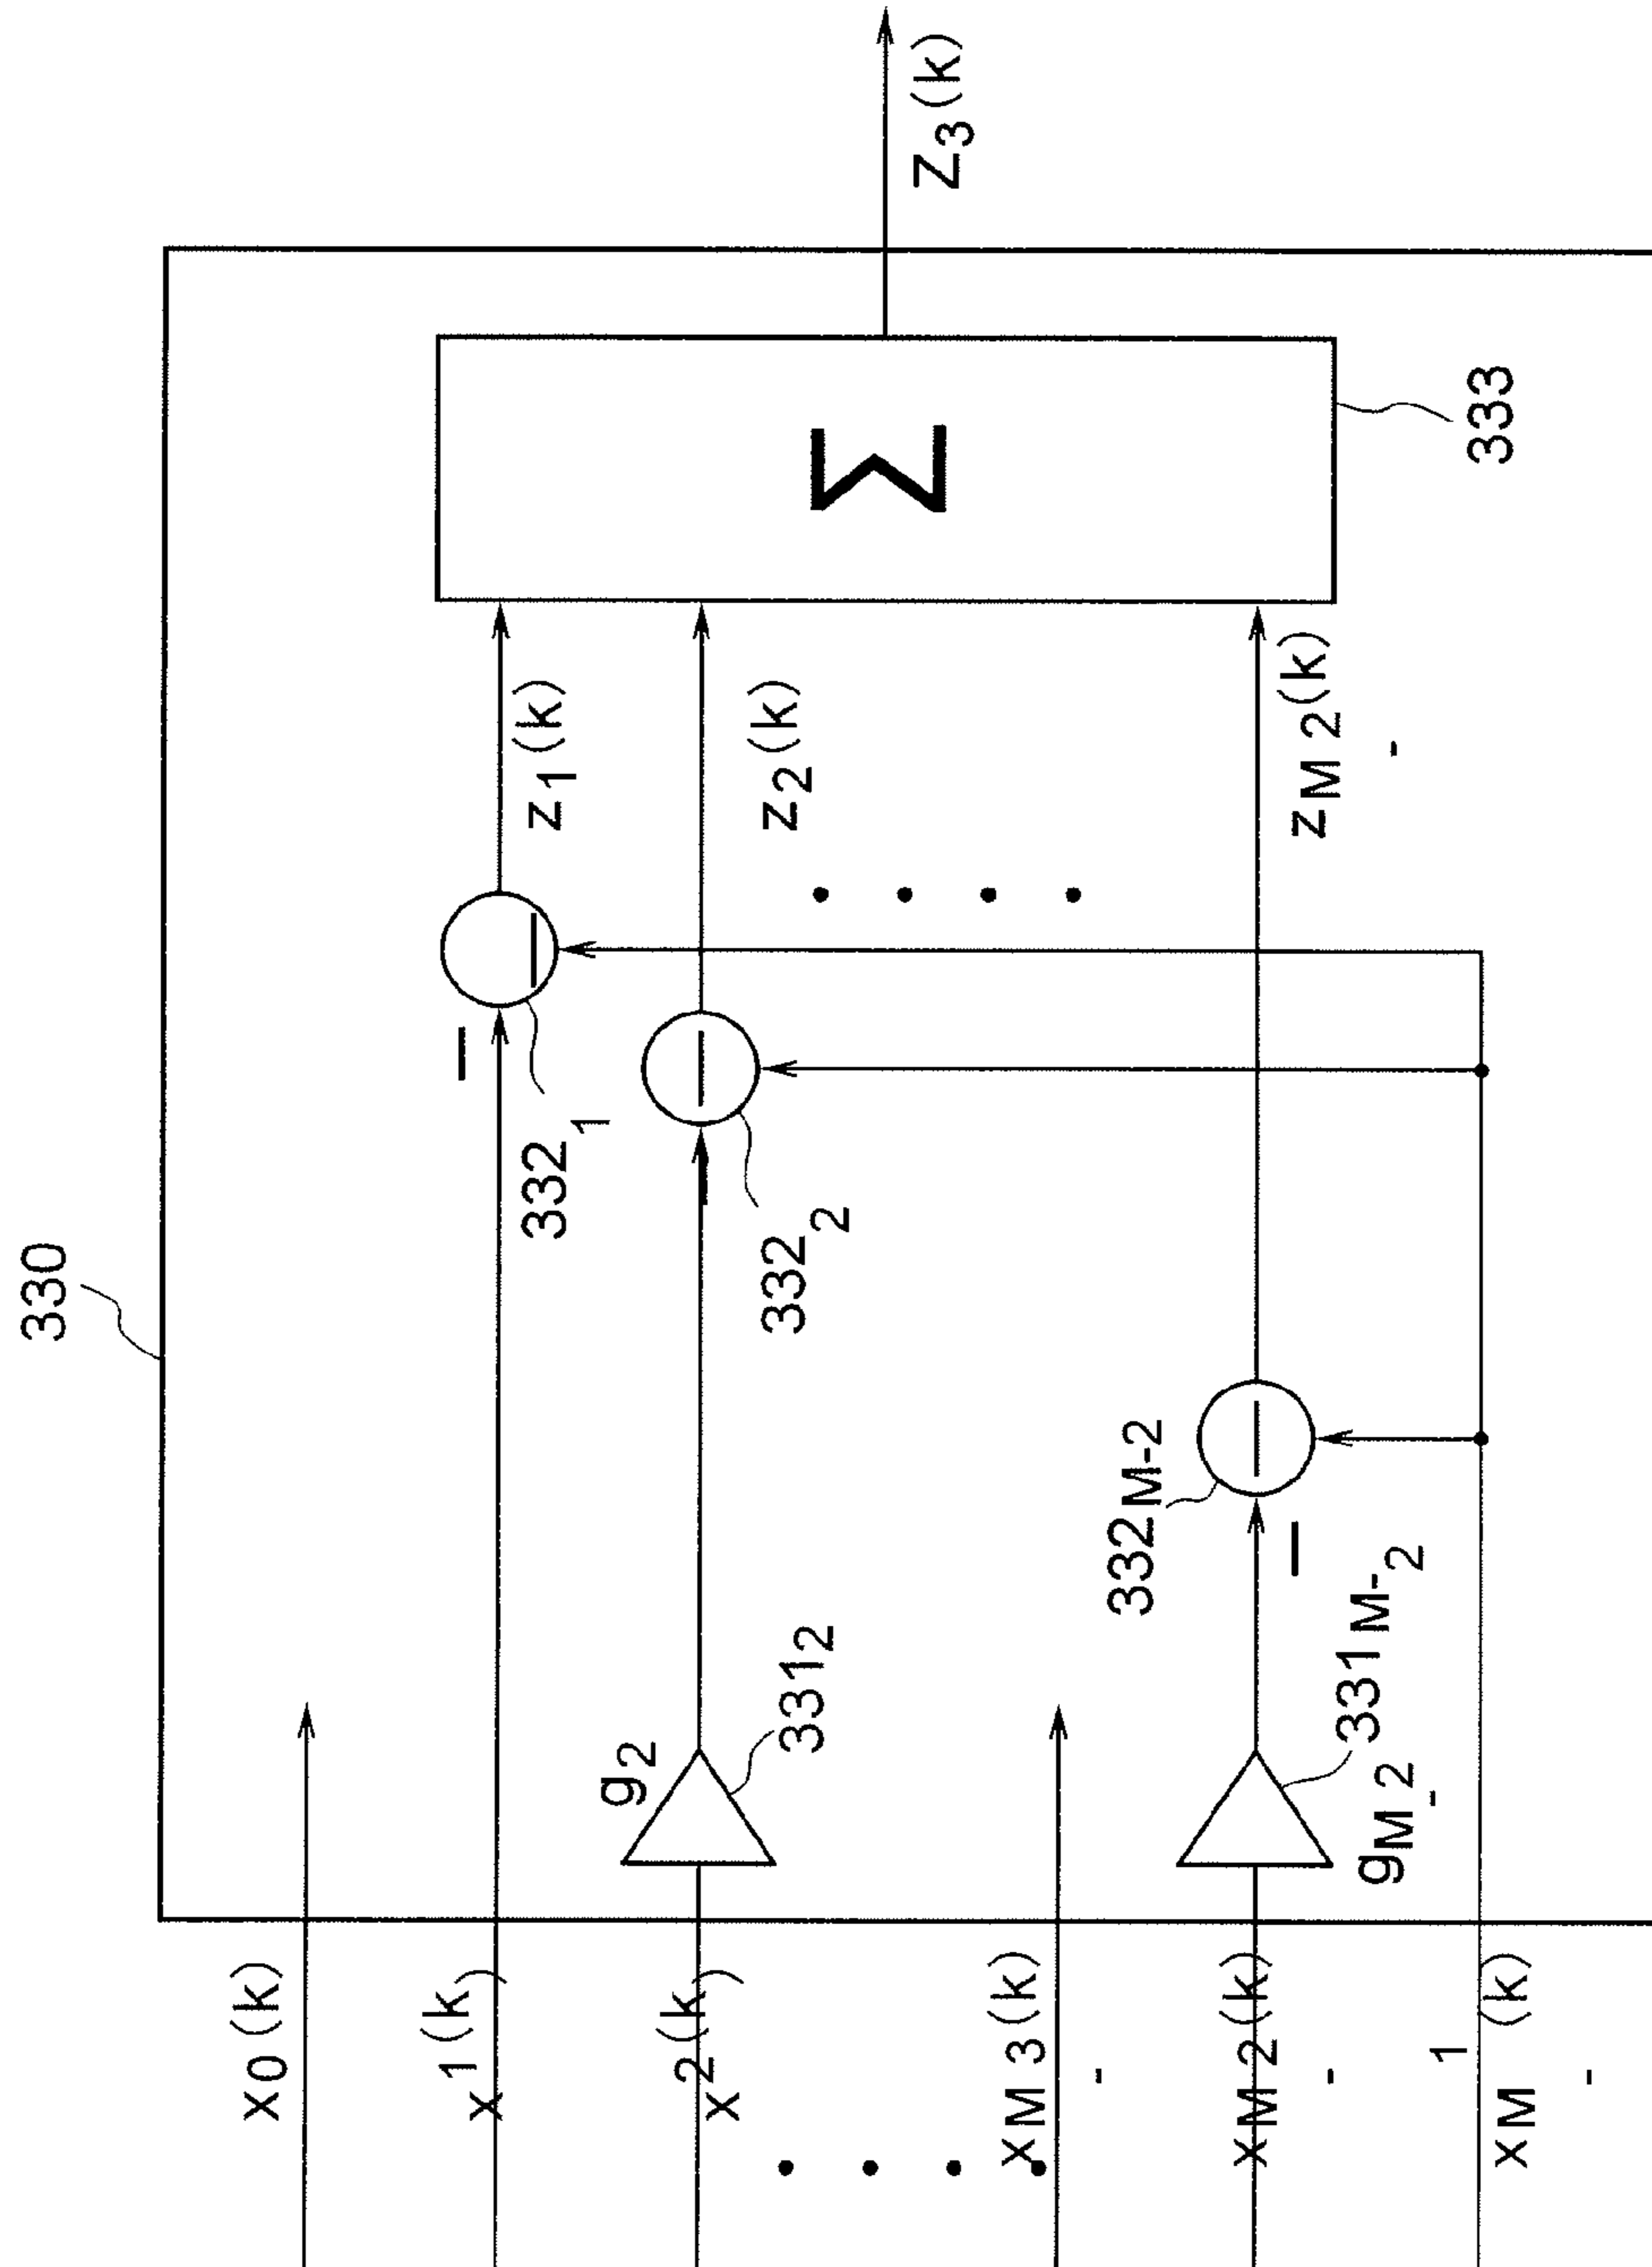 330
x0(k)
x1(k)
x2(k)
xM-3(k)
xM-2(k)
xM-1(k)
g2
3312
gM-2
331M-2
3321
3322
332M-2
z1(k)
z2(k)
zM-2(k)
Σ
333
Z3(k)